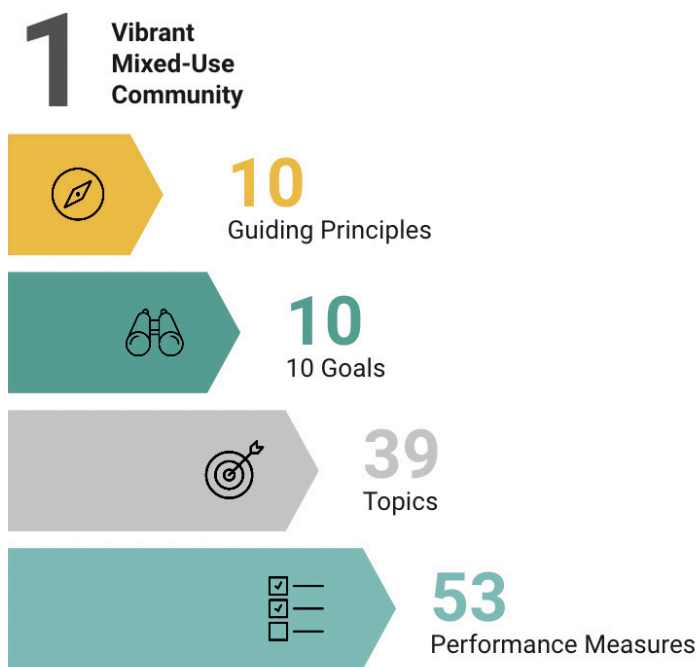 1
Vibrant
Mixed-Use
Community
10
Guiding Principles
10
10 Goals
39
Topics
53
Performance Measures